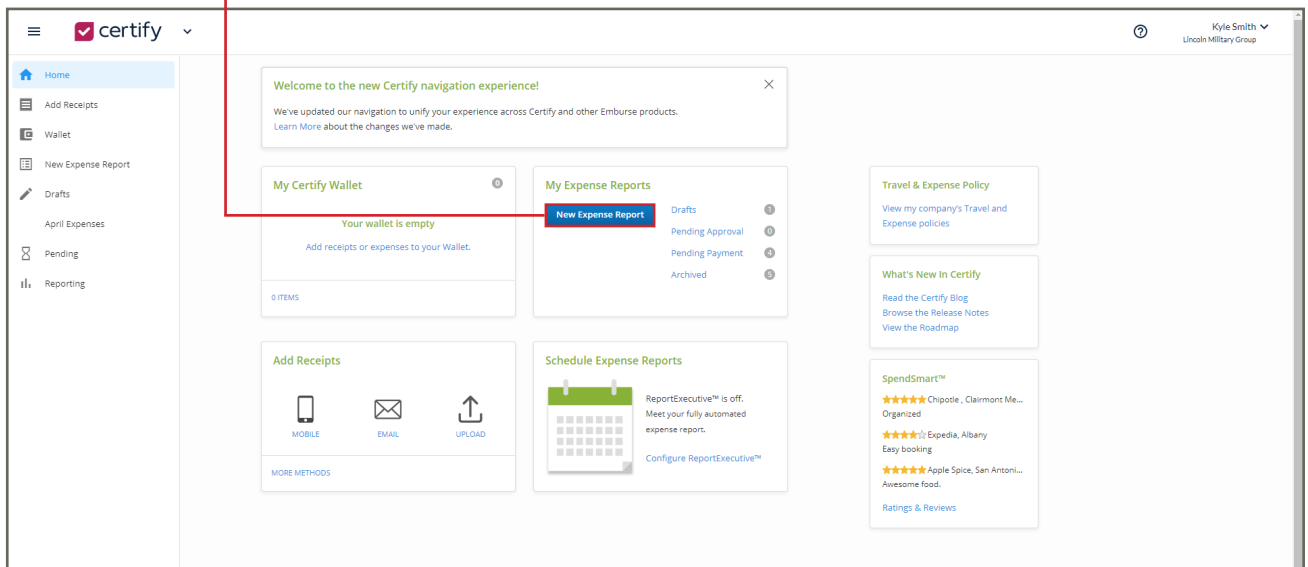 certify
Kyle Smith
Lincoln Military Group
Home
Add Receipts
Wallet
New Expense Report
Drafts
April Expenses
Pending
Reporting
Welcome to the new Certify navigation experience!
We've updated our navigation to unify your experience across Certify and other Emburse products.
Learn More about the changes we've made.
My Certify Wallet 0
Your wallet is empty
Add receipts or expenses to your Wallet.
0 ITEMS
My Expense Reports
New Expense Report
Drafts 1
Pending Approval 0
Pending Payment 4
Archived 5
Add Receipts
MOBILE EMAIL UPLOAD
MORE METHODS
Schedule Expense Reports
ReportExecutive™ is off.
Meet your fully automated
expense report.
Configure ReportExecutive™
Travel & Expense Policy
View my company's Travel and
Expense policies
What's New In Certify
Read the Certify Blog
Browse the Release Notes
View the Roadmap
SpendSmart™
Chipotle , Clairmont Me...
Organized
Expedia, Albany
Easy booking
Apple Spice, San Antoni...
Awesome food.
Ratings & Reviews